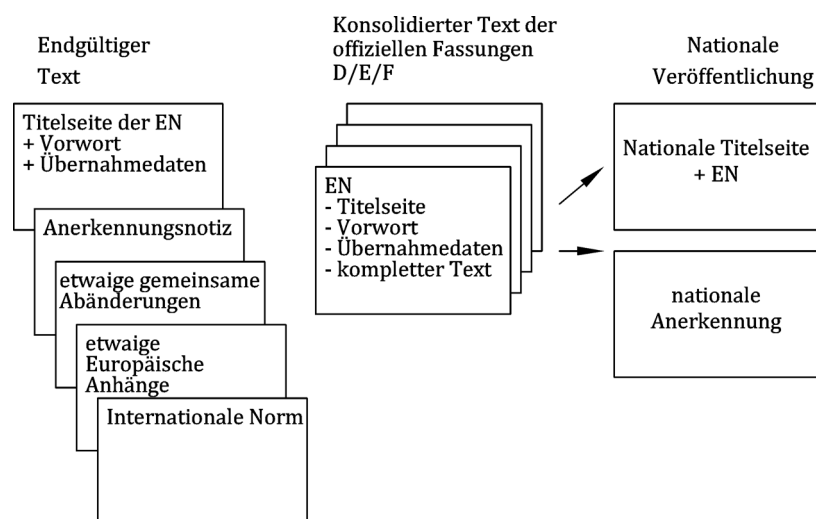 Endgültiger
Text
Titelseite der EN
+ Vorwort
+ Übernahmedaten
Anerkennungsnotiz
etwaige gemeinsame
Abänderungen
etwaige
Europäische
Anhänge
Internationale Norm
Konsolidierter Text der
offiziellen Fassungen
D/E/F
EN
- Titelseite
- Vorwort
- Übernahmedaten
- kompletter Text
Nationale
Veröffentlichung
Nationale Titelseite
+ EN
nationale
Anerkennung